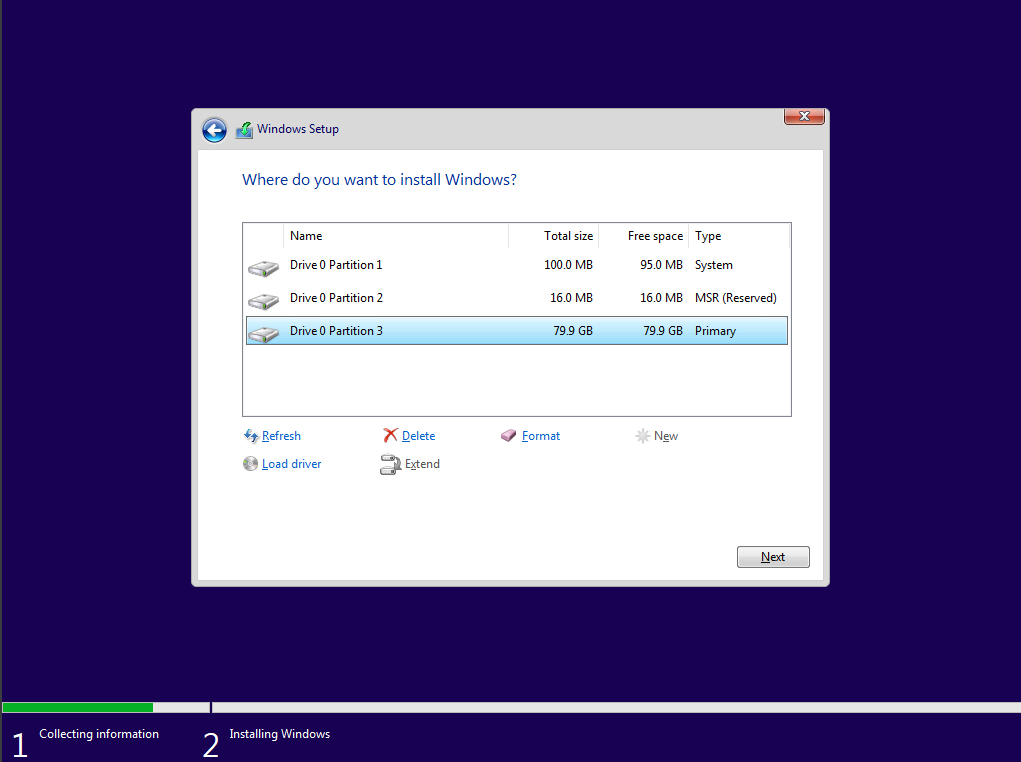 Windows Setup
Where do you want to install Windows?
Name Total size Free space Type
Drive 0 Partition 1 100.0 MB 95.0 MB System
Drive 0 Partition 2 16.0 MB 16.0 MB MSR (Reserved)
Drive 0 Partition 3 79.9 GB 79.9 GB Primary
Refresh Delete Format New
Load driver Extend
Next
1 Collecting information 2 Installing Windows